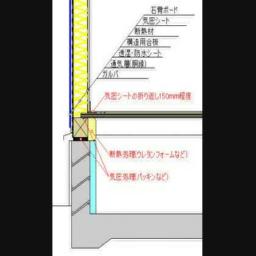 石膏ボード
気密シート
断熱材
構造用合板
透湿・防水シート
通気層(胴縁)
ガルバ
気密シートの折り返し150mm程度
断熱処理(ウレタンフォームなど)
気密処理(パッキンなど)